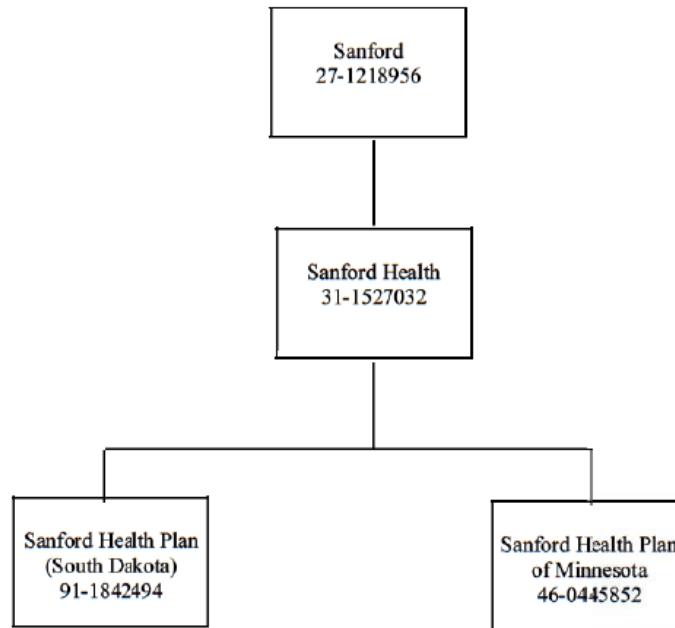 Sanford
27-1218956
Sanford Health
31-1527032
Sanford Health Plan
(South Dakota)
91-1842494
Sanford Health Plan
of Minnesota
46-0445852